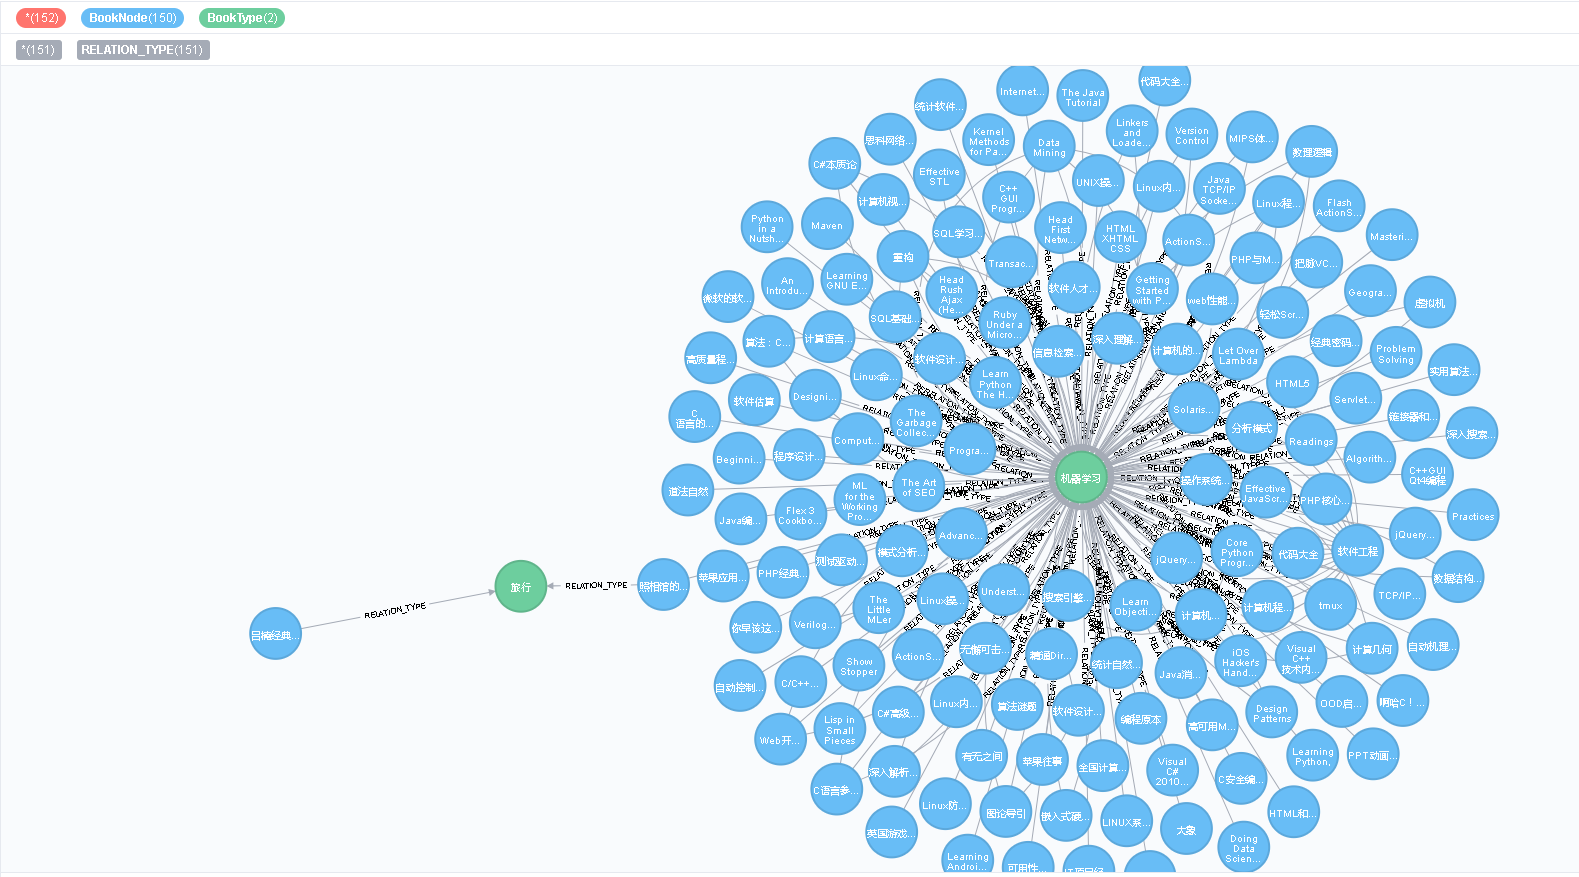 *(152)
BookNode(150)
BookType(2)
*(151)
RELATION_TYPE(151)
代码大全...
Internet...
The Java
Tutorial
统计软件...
Linkers
and
Loade...
Version
Control
MIPS体...
思科网络...
Kernel
Methods
for Pa...
Data
Mining
数理逻辑
C#本质论
Effective
STL
UNIX操...
Linux内...
Java
TCP/IP
Socke...
计算机视...
C++
GUI
Progr...
Linux程...
Flash
ActionS...
Python
in a
Nutsh...
Maven
SQL学习...
Head
First
Netw...
HTML
XHTML
CSS
ActionS...
Masteri...
重构
Transac...
PHP与M...
把脉VC...
An
Introdu...
Learning
GNU E...
Head
Rush
Ajax
(He...
软件人才...
Getting
Started
with P...
web性能...
Geogra...
微软的软...
虚拟机
SQL基础...
Ruby
Under a
Micro...
轻松Scr...
算法：C...
计算语言...
深入理解...
经典密码...
高质量程...
软件设计...
信息检索...
计算机的...
Let Over
Lambda
Problem
Solving
Linux命...
Learn
Python
The H...
HTML5
实用算法...
软件估算
Designi...
Servlet...
C
语言的...
The
Garbage
Collec...
Solaris...
分析模式
链接器和...
Comput...
Progra...
Readings
深入搜索...
Beginni...
程序设计...
Algorith...
机器学习
操作系统...
C++GUI
Qt4编程
道法自然
ML
for the
Working
Pro...
The Art
of SEO
Effective
JavaScr...
PHP核心...
Java编...
Flex 3
Cookbo...
Practices
Advanc...
jQuery...
模式分析...
测试驱动...
jQuery...
Core
Python
Progr...
代码大全
软件工程
苹果应用...
PHP经典...
数据结构...
旅行
RELATION_TYPE
照相馆的...
Linux操...
Underst...
搜索引擎...
Learn
Objecti...
计算机...
计算机程...
tmux
TCP/IP...
RELATION_TYPE
吕楠经典...
The
Little
MLer
你早该这...
Verilog...
ActionS...
Show
Stopper
无懈可击...
精通Dir...
统计自然...
Java消...
iOS
Hacker's
Hand...
Visual
C++
技术内...
计算几何
自动机理...
自动控制...
C/C++...
C#高级...
Linux内...
算法谜题
软件设计...
编程原本
高可用M...
Design
Patterns
OOD启...
啊哈C！...
Web开...
Lisp in
Small
Pieces
有无之间
苹果往事
全国计算...
Visual
C#
2010...
C安全编...
Learning
Python,
PPT动画...
深入解析...
C语言参...
Linux防...
图论导引
嵌入式硬...
LINUX系...
大象
HTML和...
英国游戏...
Doing
Data
Scien...
Learning
Androi...
可用性...